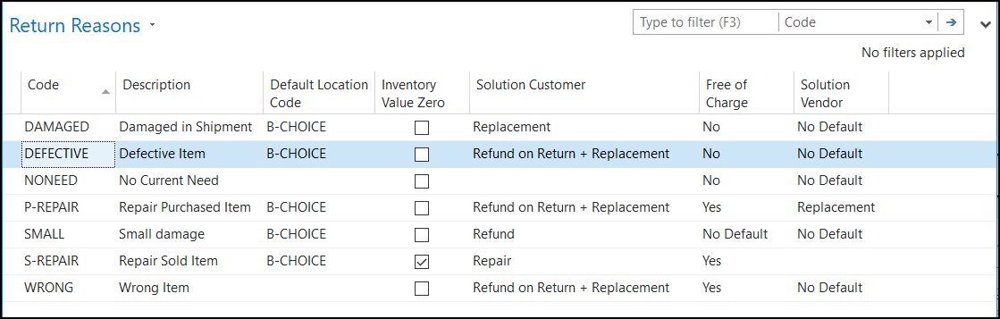 Return Reasons
Type to filter (F3) Code
No filters applied
Code Description Default Location Code Inventory Value Zero Solution Customer Free of Charge Solution Vendor
DAMAGED Damaged in Shipment B-CHOICE Replacement No No Default
DEFECTIVE Defective Item B-CHOICE Refund on Return + Replacement No No Default
NONEED No Current Need No No Default
P-REPAIR Repair Purchased Item B-CHOICE Refund on Return + Replacement Yes Replacement
SMALL Small damage B-CHOICE Refund No Default No Default
S-REPAIR Repair Sold Item B-CHOICE Repair Yes
WRONG Wrong Item Refund on Return + Replacement Yes No Default